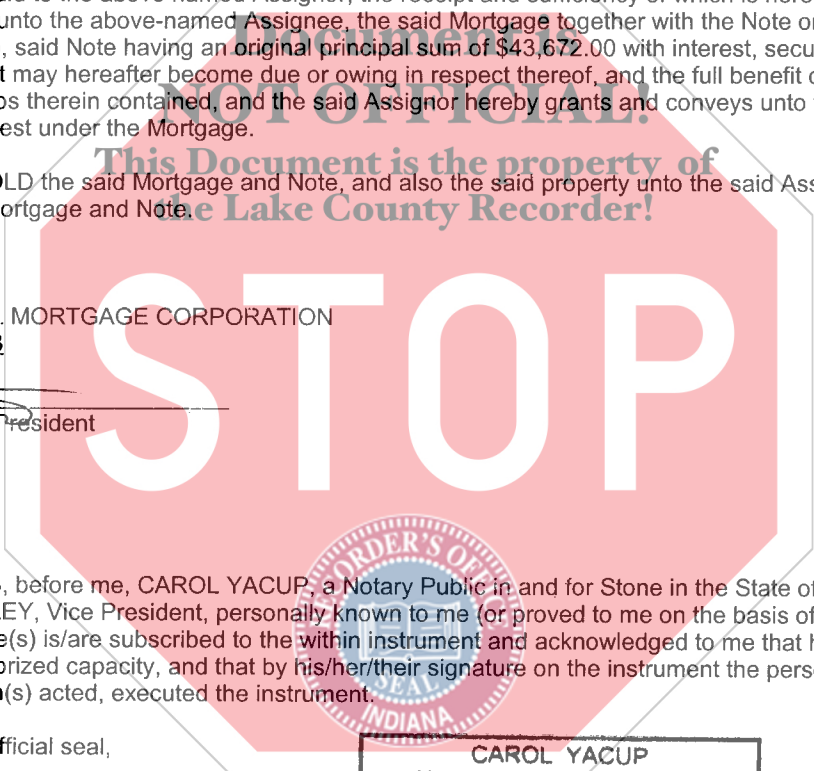 unto the above-named Assignee, the said Mortgage together with the Note or
Document is
, said Note having an original principal sum of $43,672.00 with interest, secu
t may hereafter become due or owing in respect thereof, and the full benefit
NOT OFFICIAL!
therein contained, and the said Assignor hereby grants and conveys unto
est under the Mortgage.
This Document is the property of
OLD the said Mortgage and Note, and also the said property unto the said Ass
ortgage and Note.
the Lake County Recorder!
. MORTGAGE CORPORATION
STOP
President
RECORDER'S OFFICE
, before me, CAROL YACUP, a Notary Public in and for Stone in the State of
LEY, Vice President, personally known to me (or proved to me on the basis of
e(s) is/are subscribed to the within instrument and acknowledged to me that
orized capacity, and that by his/her/their signature on the instrument the pers
(s) acted, executed the instrument.
SEAL
INDIANA
fficial seal,
CAROL YACUP